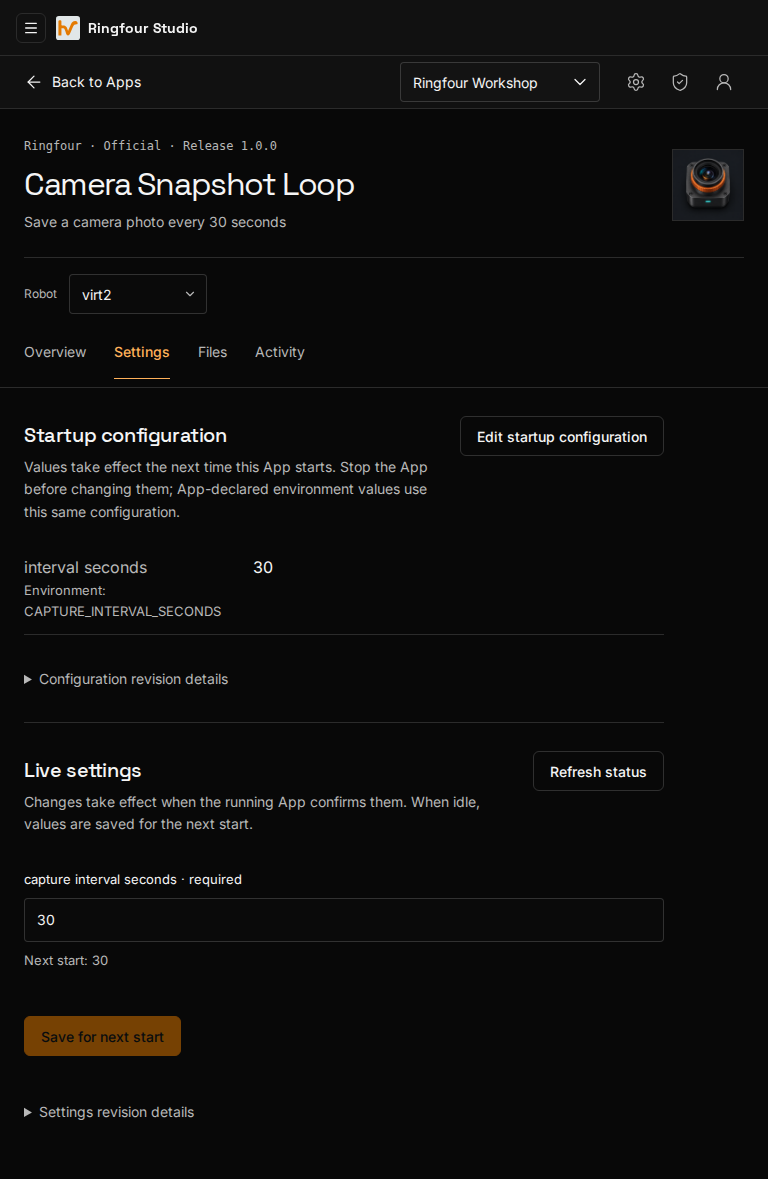 Ringfour Studio
Back to Apps
Ringfour Workshop
Ringfour · Official · Release 1.0.0
Camera Snapshot Loop
Save a camera photo every 30 seconds
Robot
virt2
Overview
Settings
Files
Activity
Startup configuration
Edit startup configuration
Values take effect the next time this App starts. Stop the App
before changing them; App-declared environment values use
this same configuration.
interval seconds
30
Environment:
CAPTURE_INTERVAL_SECONDS
Configuration revision details
Live settings
Refresh status
Changes take effect when the running App confirms them. When idle,
values are saved for the next start.
capture interval seconds · required
30
Next start: 30
Save for next start
Settings revision details